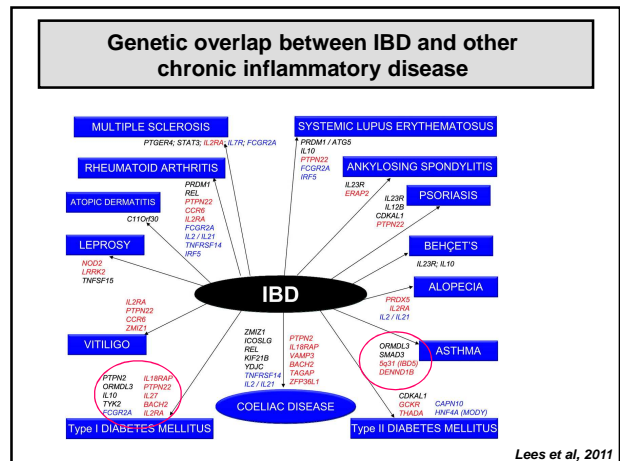 Genetic overlap between IBD and other
chronic inflammatory disease
MULTIPLE SCLEROSIS
PTGER4; STAT3; IL2RA; IL7R; FCGR2A
SYSTEMIC LUPUS ERYTHEMATOSUS
PRDM1 / ATG5
IL10
PTPN22
FCGR2A
IRF5
RHEUMATOID ARTHRITIS
PRDM1
REL
PTPN22
CCR6
IL2RA
FCGR2A
IL2 / IL21
TNFRSF14
IRF5
ANKYLOSING SPONDYLITIS
IL23R
ERAP2
PSORIASIS
IL23R
IL12B
CDKAL1
PTPN22
ATOPIC DERMATITIS
C11Orf30
LEPROSY
NOD2
LRRK2
TNFSF15
BEHÇET'S
IL23R; IL10
IBD
ALOPECIA
PRDX5
IL2RA
IL2 / IL21
VITILIGO
IL2RA
PTPN22
CCR6
ZMIZ1
ASTHMA
ORMDL3
SMAD3
5q31 (IBD5)
DENND1B
ZMIZ1
ICOSLG
REL
KIF21B
YDJC
TNFRSF14
IL2 / IL21
PTPN2
IL18RAP
VAMP3
BACH2
TAGAP
ZFP36L1
COELIAC DISEASE
PTPN2
ORMDL3
IL10
TYK2
FCGR2A
IL18RAP
PTPN22
IL27
BACH2
IL2RA
Type I DIABETES MELLITUS
CDKAL1
GCKR
THADA
CAPN10
HNF4A (MODY)
Type II DIABETES MELLITUS
Lees et al, 2011